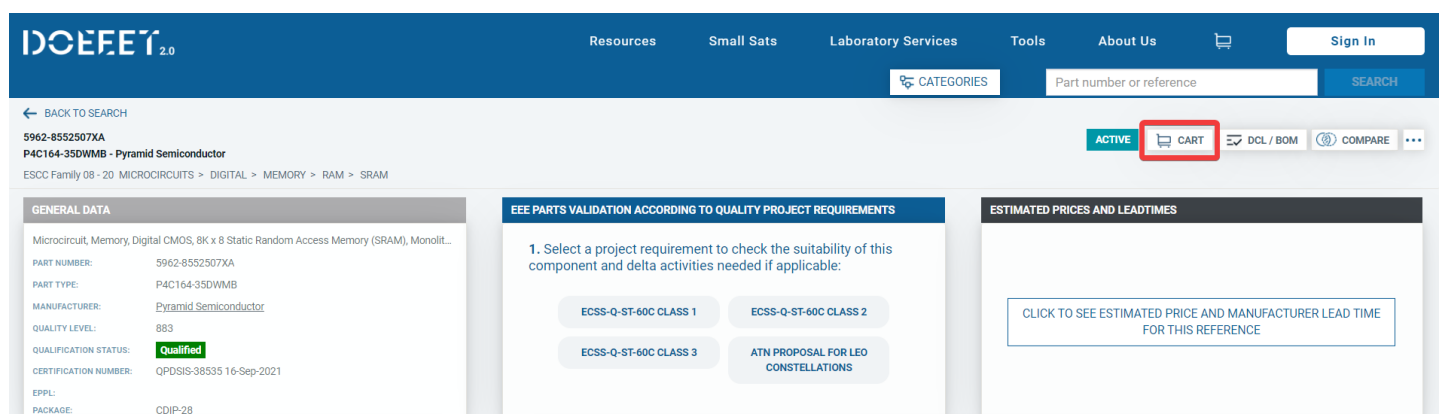 DOEEET 2.0
Resources Small Sats Laboratory Services Tools About Us Sign In
CATEGORIES Part number or reference SEARCH
BACK TO SEARCH
5962-8552507XA
P4C164-35DWMB - Pyramid Semiconductor
ACTIVE CART DCL / BOM COMPARE ...
ESCC Family 08 - 20 MICROCIRCUITS > DIGITAL > MEMORY > RAM > SRAM
GENERAL DATA
Microcircuit, Memory, Digital CMOS, 8K x 8 Static Random Access Memory (SRAM), Monolit...
PART NUMBER: 5962-8552507XA
PART TYPE: P4C164-35DWMB
MANUFACTURER: Pyramid Semiconductor
QUALITY LEVEL: 883
QUALIFICATION STATUS: Qualified
CERTIFICATION NUMBER: QPDSIS-38535 16-Sep-2021
EPPL:
PACKAGE: CDIP-28
EEE PARTS VALIDATION ACCORDING TO QUALITY PROJECT REQUIREMENTS
1. Select a project requirement to check the suitability of this
component and delta activities needed if applicable:
ECSS-Q-ST-60C CLASS 1 ECSS-Q-ST-60C CLASS 2
ECSS-Q-ST-60C CLASS 3 ATN PROPOSAL FOR LEO
CONSTELLATIONS
ESTIMATED PRICES AND LEADTIMES
CLICK TO SEE ESTIMATED PRICE AND MANUFACTURER LEAD TIME
FOR THIS REFERENCE